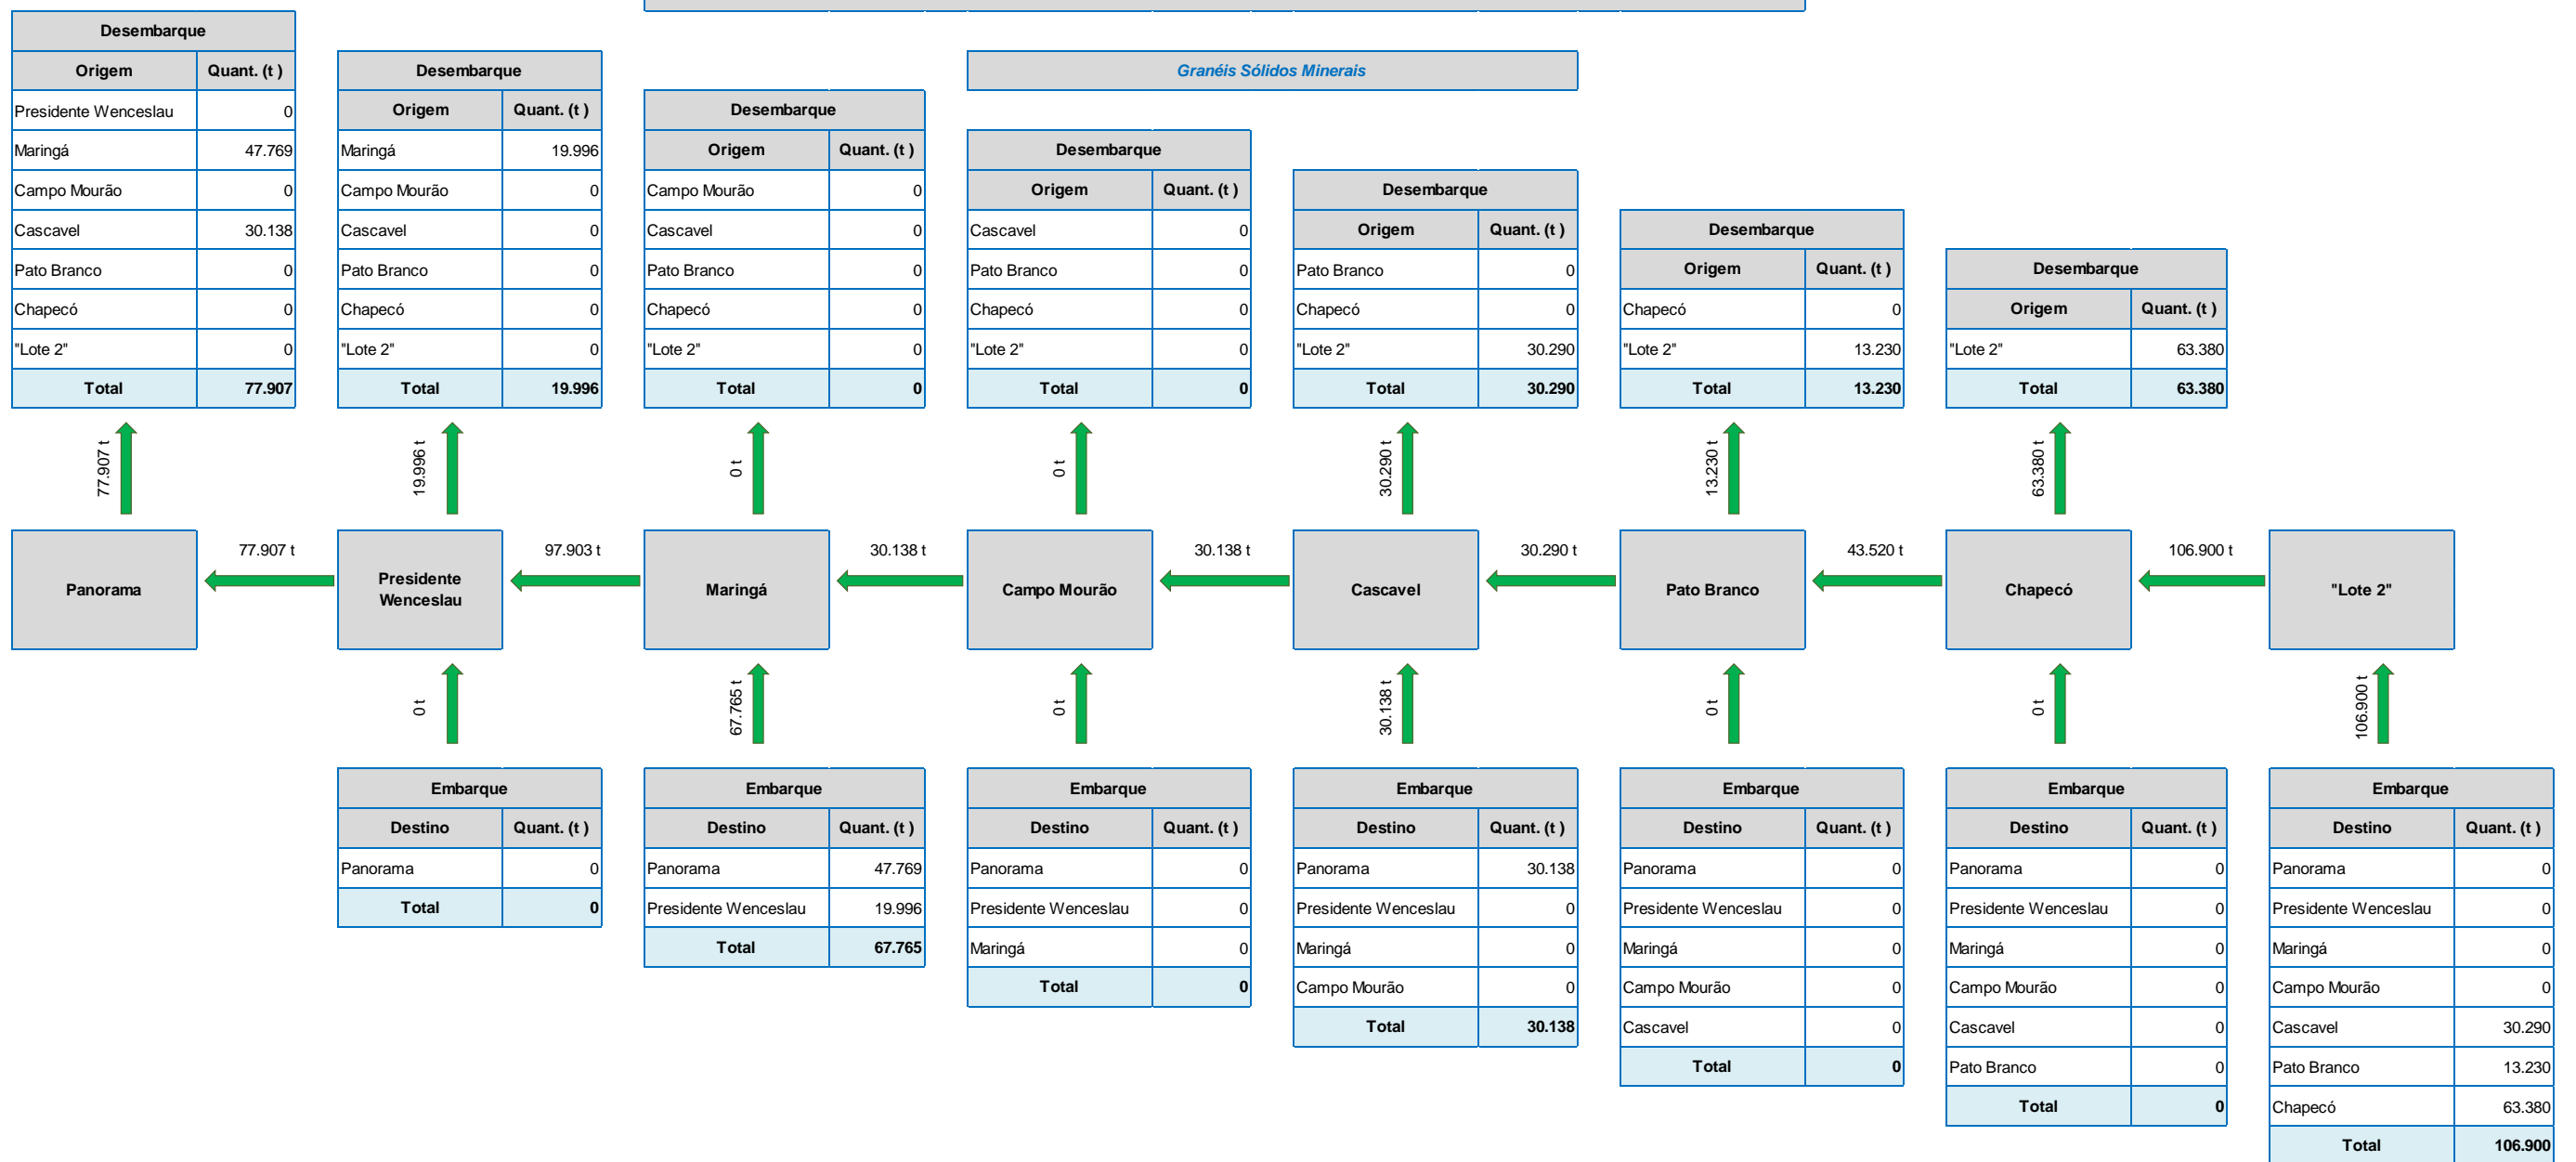 Granéis Sólidos Minerais
Desembarque
Origem Quant. (t )
Presidente Wenceslau 0
Maringá 47.769
Campo Mourão 0
Cascavel 30.138
Pato Branco 0
Chapecó 0
"Lote 2" 0
Total 77.907
Desembarque
Origem Quant. (t )
Maringá 19.996
Campo Mourão 0
Cascavel 0
Pato Branco 0
Chapecó 0
"Lote 2" 0
Total 19.996
Desembarque
Origem Quant. (t )
Campo Mourão 0
Cascavel 0
Pato Branco 0
Chapecó 0
"Lote 2" 0
Total 0
Desembarque
Origem Quant. (t )
Cascavel 0
Pato Branco 0
Chapecó 0
"Lote 2" 0
Total 0
Desembarque
Origem Quant. (t )
Pato Branco 0
Chapecó 0
"Lote 2" 30.290
Total 30.290
Desembarque
Origem Quant. (t )
Chapecó 0
"Lote 2" 13.230
Total 13.230
Desembarque
Origem Quant. (t )
"Lote 2" 63.380
Total 63.380
77.907 t
19.996 t
0 t
0 t
30.290 t
13.230 t
63.380 t
77.907 t
97.903 t
30.138 t
30.138 t
30.290 t
43.520 t
106.900 t
Panorama
Presidente
Wenceslau
Maringá
Campo Mourão
Cascavel
Pato Branco
Chapecó
"Lote 2"
0 t
67.765 t
0 t
30.138 t
0 t
0 t
106.900 t
Embarque
Destino Quant. (t )
Panorama 0
Total 0
Embarque
Destino Quant. (t )
Panorama 47.769
Presidente Wenceslau 19.996
Total 67.765
Embarque
Destino Quant. (t )
Panorama 0
Presidente Wenceslau 0
Maringá 0
Total 0
Embarque
Destino Quant. (t )
Panorama 30.138
Presidente Wenceslau 0
Maringá 0
Campo Mourão 0
Total 30.138
Embarque
Destino Quant. (t )
Panorama 0
Presidente Wenceslau 0
Maringá 0
Campo Mourão 0
Cascavel 0
Total 0
Embarque
Destino Quant. (t )
Panorama 0
Presidente Wenceslau 0
Maringá 0
Campo Mourão 0
Cascavel 0
Pato Branco 0
Total 0
Embarque
Destino Quant. (t )
Panorama 0
Presidente Wenceslau 0
Maringá 0
Campo Mourão 0
Cascavel 30.290
Pato Branco 13.230
Chapecó 63.380
Total 106.900